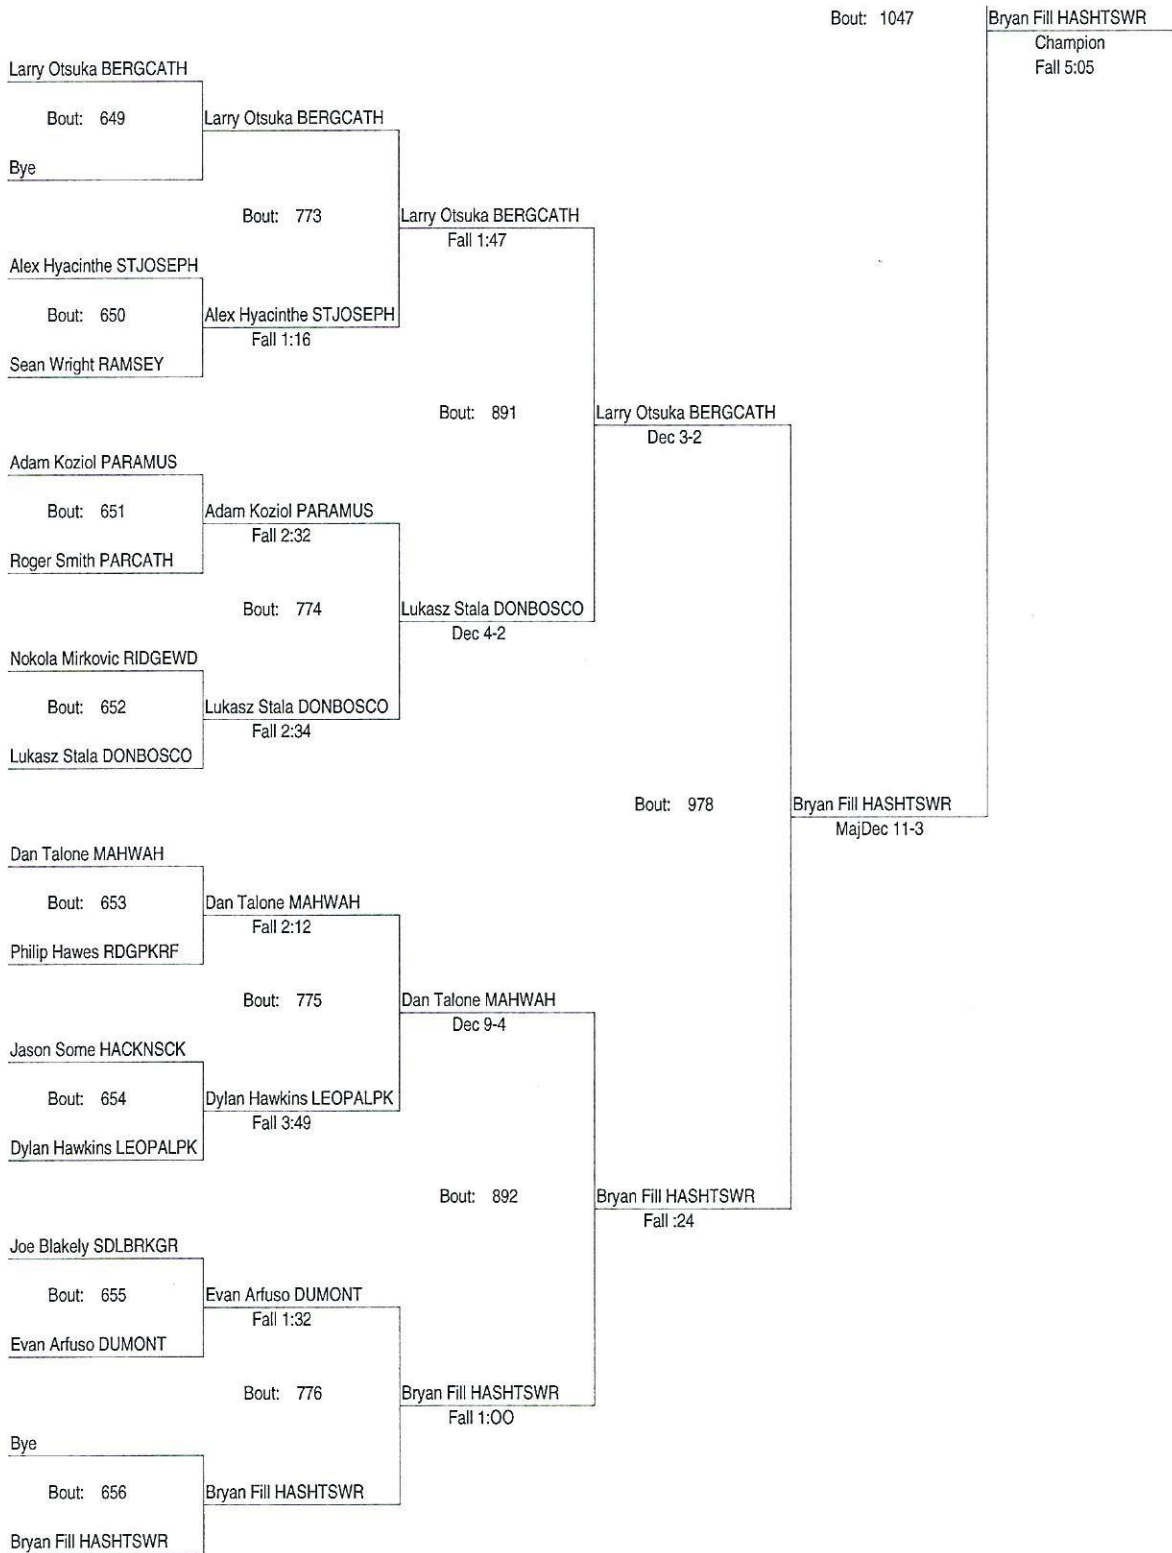 Bout: 1047
Bryan Fill HASHTSWR
Champion
Fall 5:05
Larry Otsuka BERGCATH
Bout: 649
Larry Otsuka BERGCATH
Bye
Bout: 773
Larry Otsuka BERGCATH
Fall 1:47
Alex Hyacinthe STJOSEPH
Bout: 650
Alex Hyacinthe STJOSEPH
Fall 1:16
Sean Wright RAMSEY
Bout: 891
Larry Otsuka BERGCATH
Dec 3-2
Adam Koziol PARAMUS
Bout: 651
Adam Koziol PARAMUS
Fall 2:32
Roger Smith PARCATH
Bout: 774
Lukasz Stala DONBOSCO
Dec 4-2
Nokola Mirkovic RIDGEWD
Bout: 652
Lukasz Stala DONBOSCO
Fall 2:34
Lukasz Stala DONBOSCO
Bout: 978
Bryan Fill HASHTSWR
MajDec 11-3
Dan Talone MAHWAH
Bout: 653
Dan Talone MAHWAH
Fall 2:12
Philip Hawes RDGPKRF
Bout: 775
Dan Talone MAHWAH
Dec 9-4
Jason Some HACKNSCK
Bout: 654
Dylan Hawkins LEOPALPK
Fall 3:49
Dylan Hawkins LEOPALPK
Bout: 892
Bryan Fill HASHTSWR
Fall :24
Joe Blakely SDLBRKGR
Bout: 655
Evan Arfuso DUMONT
Fall 1:32
Evan Arfuso DUMONT
Bout: 776
Bryan Fill HASHTSWR
Fall 1:OO
Bye
Bout: 656
Bryan Fill HASHTSWR
Bryan Fill HASHTSWR